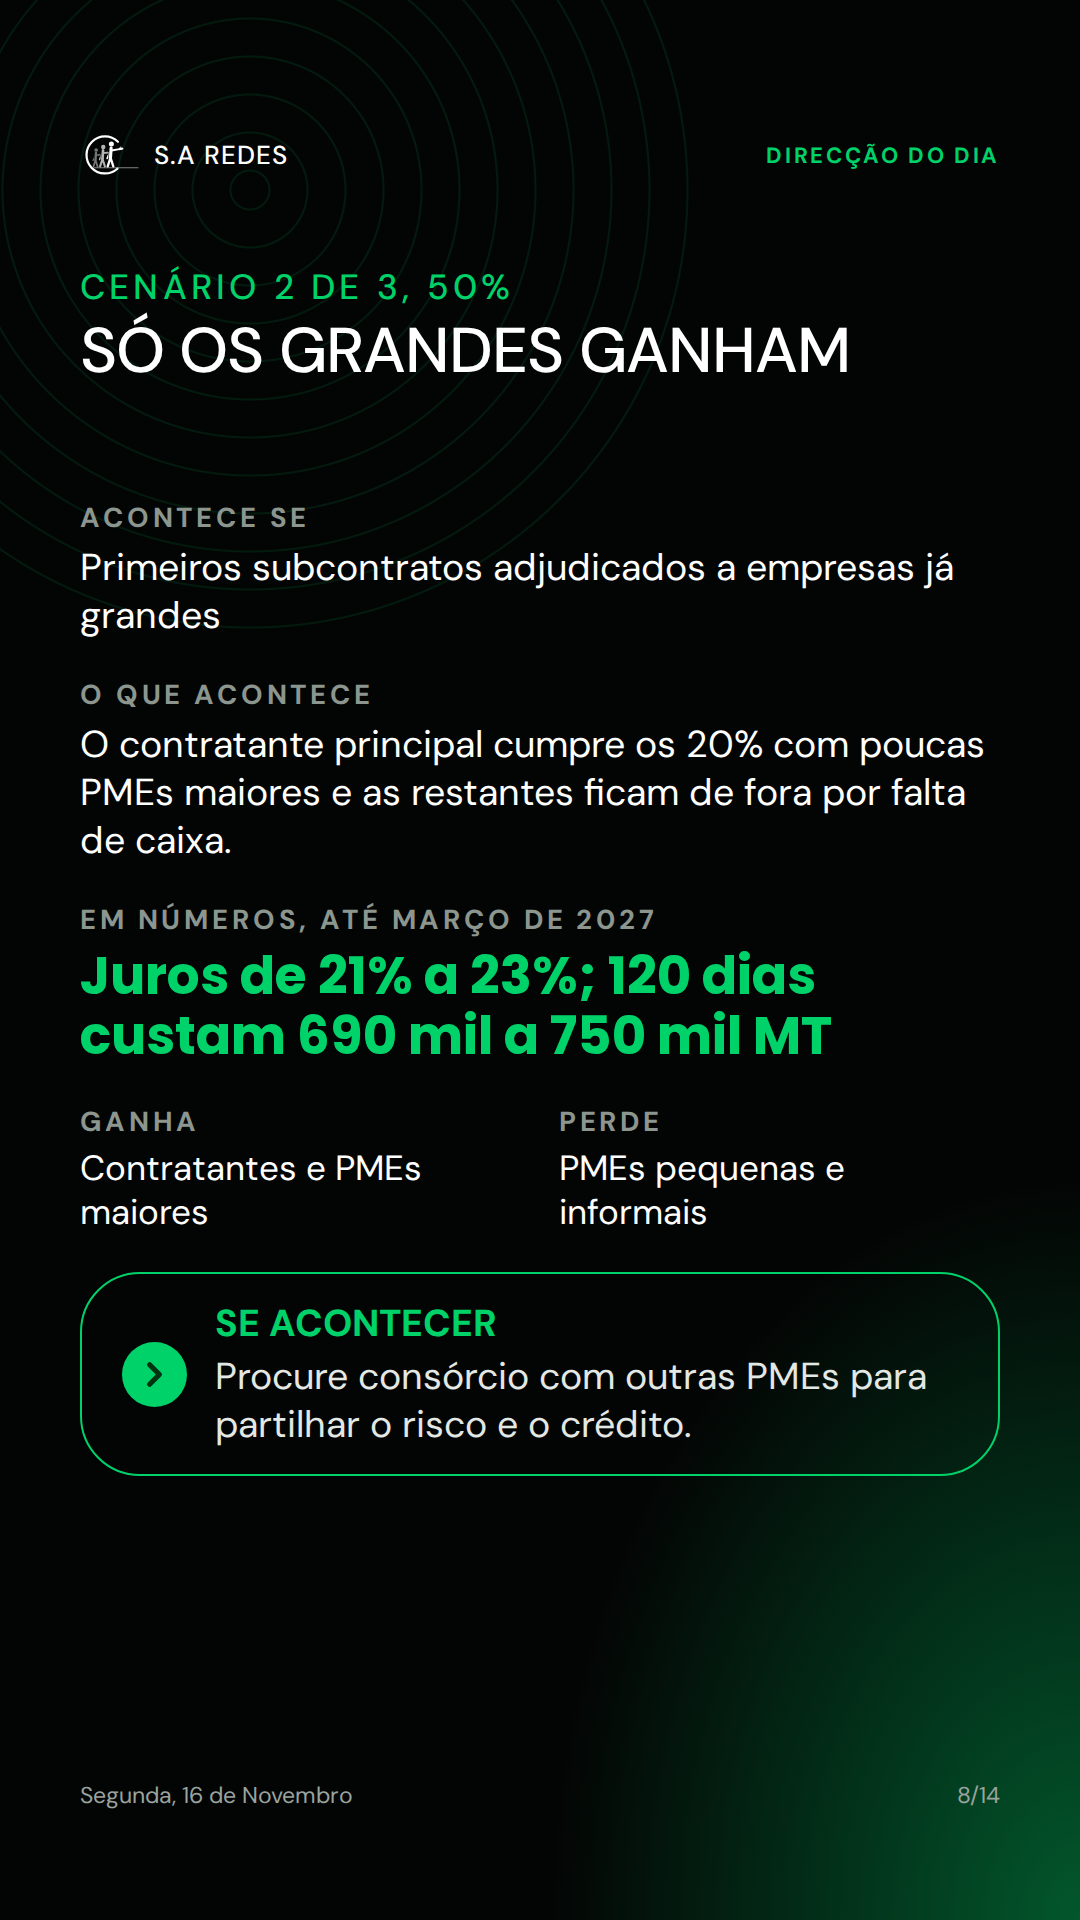 S.A REDES
DIRECÇÃO DO DIA
CENÁRIO 2 DE 3, 50%
SÓ OS GRANDES GANHAM
ACONTECE SE
Primeiros subcontratos adjudicados a empresas já
grandes
O QUE ACONTECE
O contratante principal cumpre os 20% com poucas
PMEs maiores e as restantes ficam de fora por falta
de caixa.
EM NÚMEROS, ATÉ MARÇO DE 2027
Juros de 21% a 23%; 120 dias
custam 690 mil a 750 mil MT
GANHA
Contratantes e PMEs
maiores
PERDE
PMEs pequenas e
informais
SE ACONTECER
Procure consórcio com outras PMEs para
partilhar o risco e o crédito.
Segunda, 16 de Novembro
8/14